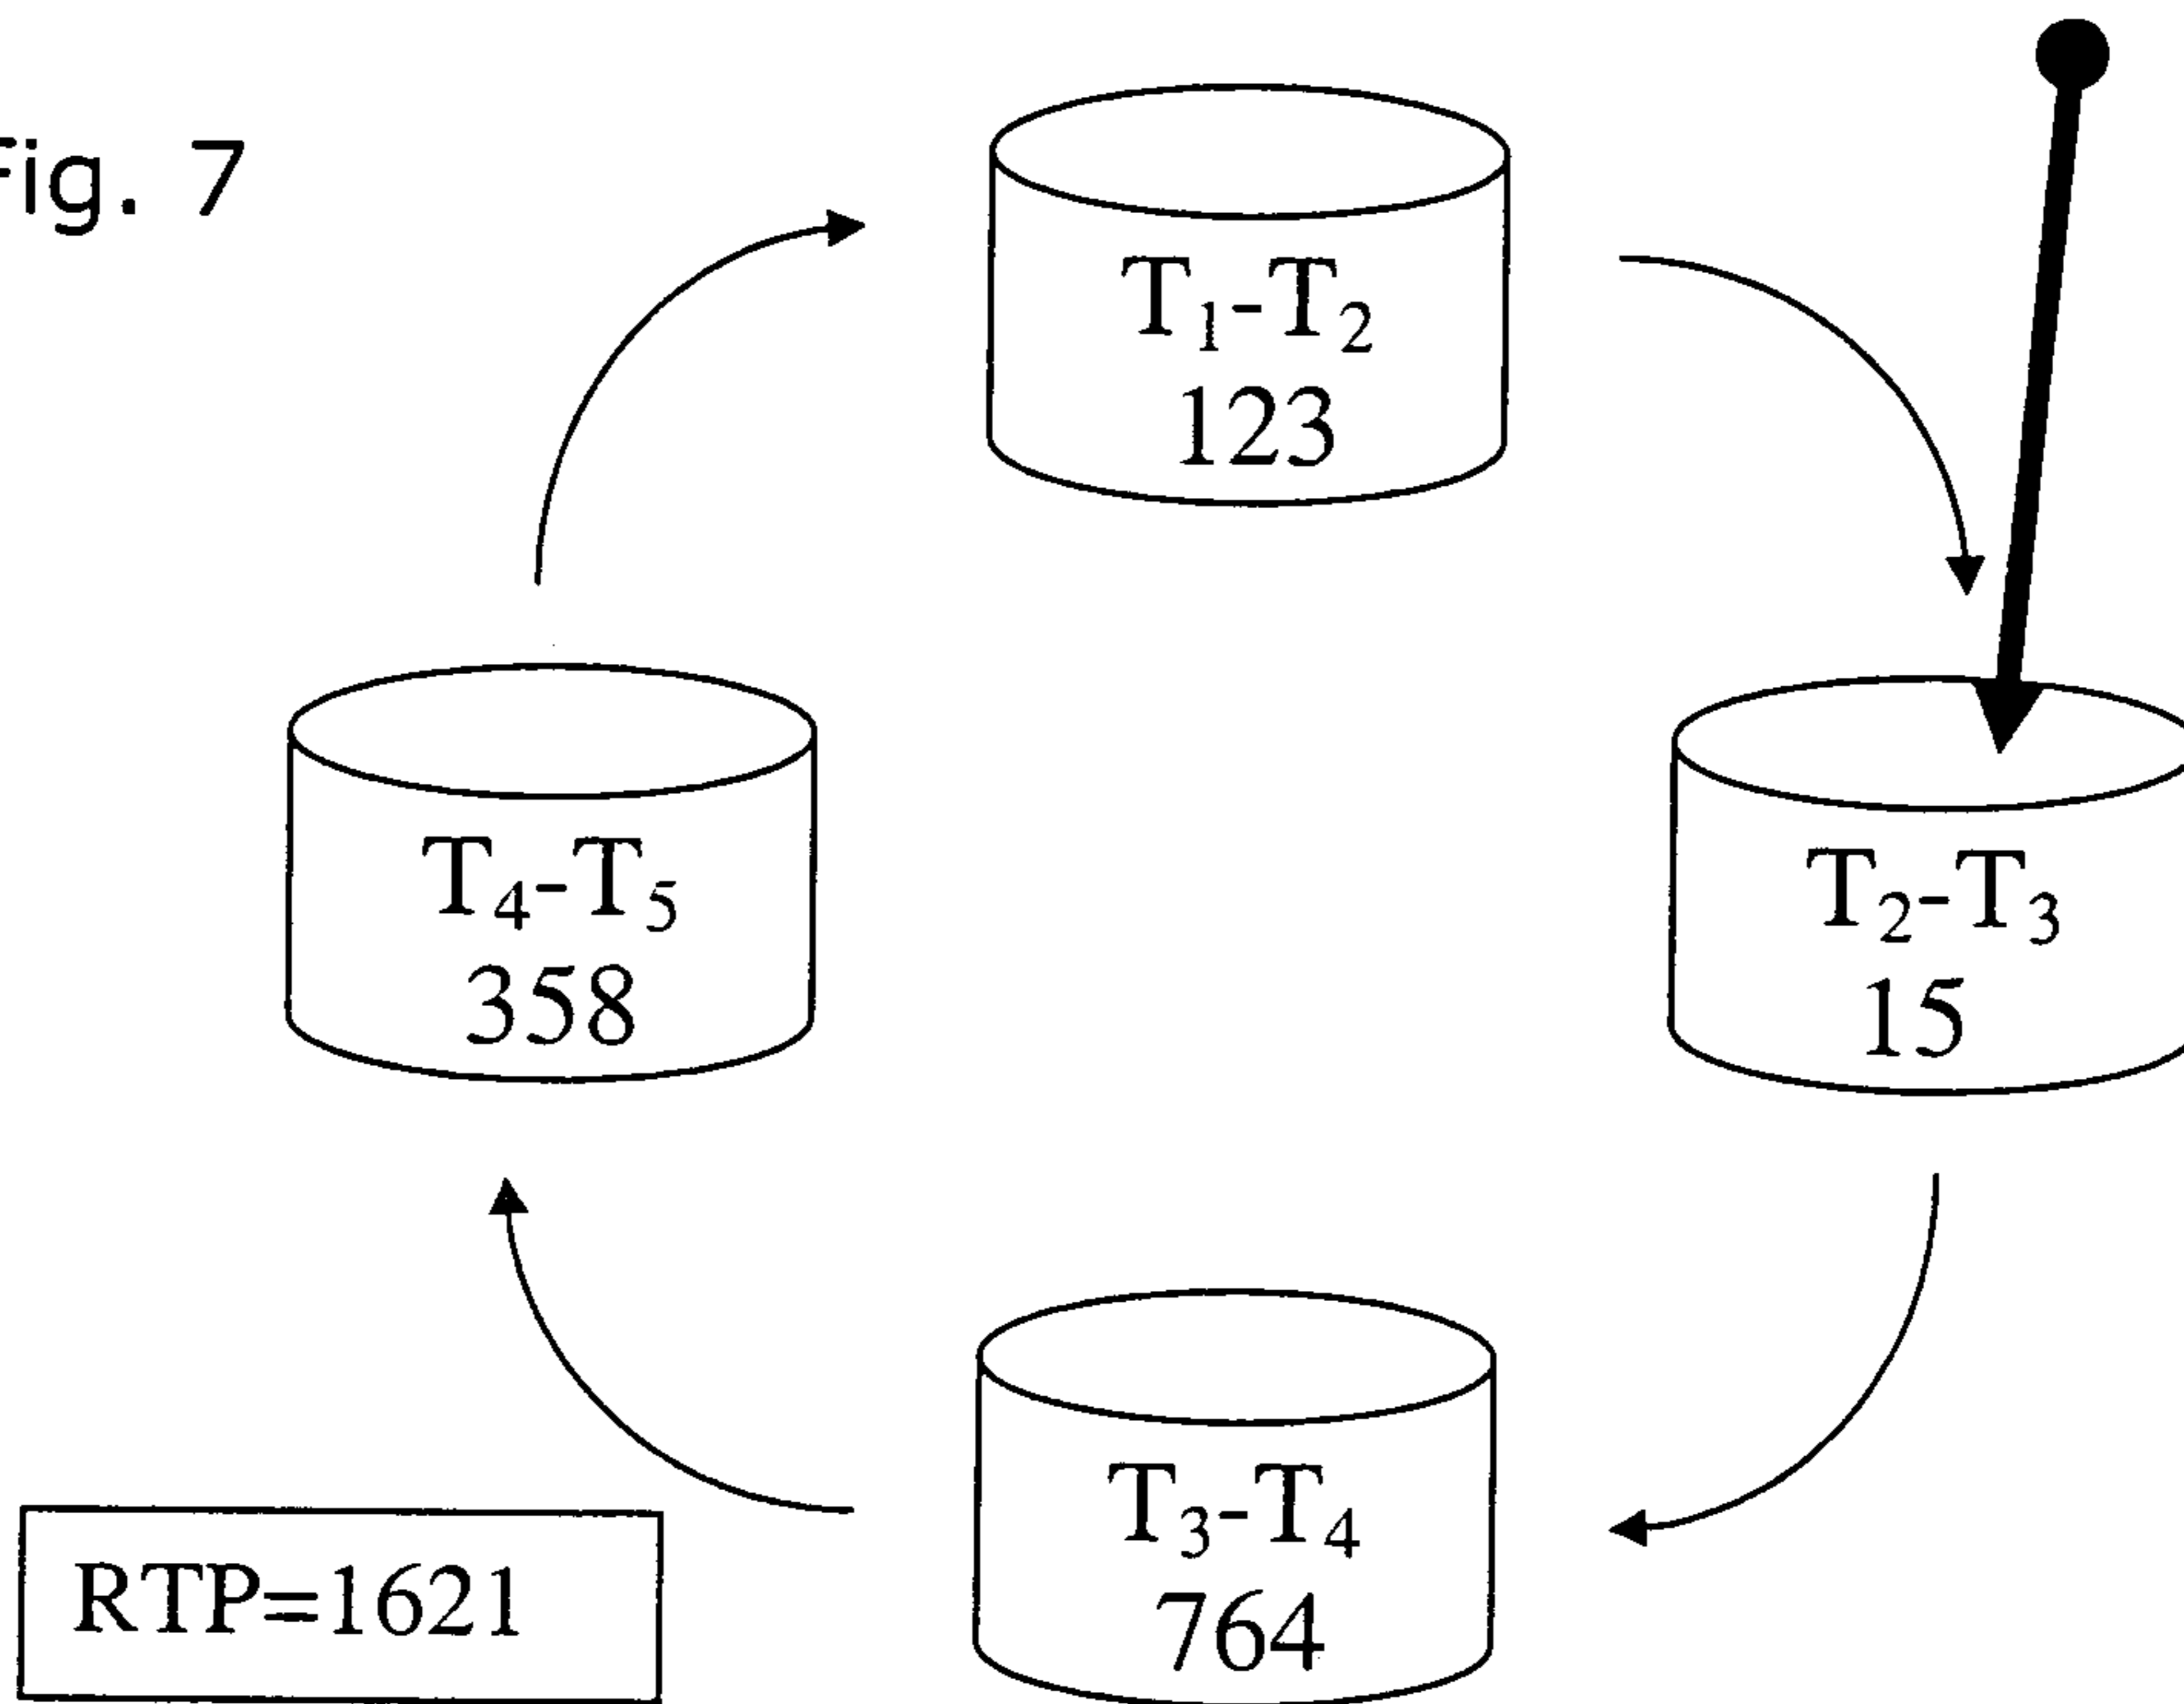 Fig. 7
T₁-T₂
123
T₄-T₅
358
T₂-T₃
15
T₃-T₄
764
RTP=1621